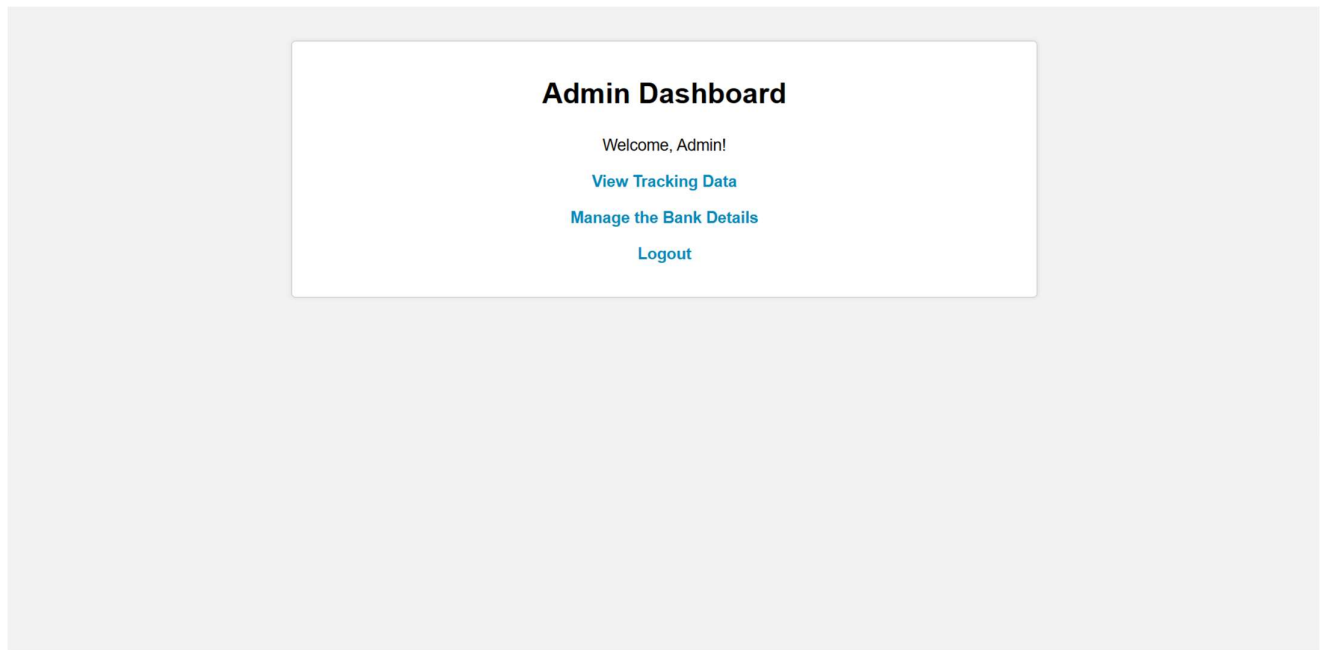 Admin Dashboard
Welcome, Admin!
View Tracking Data
Manage the Bank Details
Logout